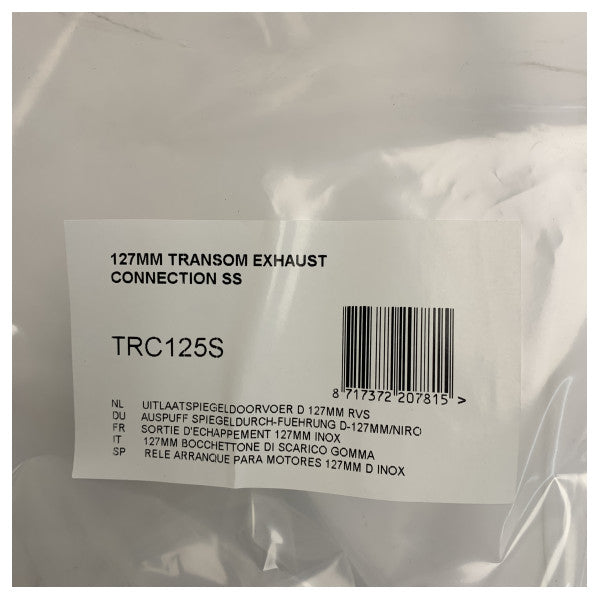 127MM TRANSOM EXHAUST
CONNECTION SS
TRC125S
8 717372 207815 >
NL UITLAATSPIEGELDOORVOER D 127MM RVS
DU AUSPUFF SPIEGELDURCH-FUEHRUNG D-127MM/NIRO
FR SORTIE D'ECHAPPEMENT 127MM INOX
IT 127MM BOCCHETTONE DI SCARICO GOMMA
SP RELE ARRANQUE PARA MOTORES 127MM D INOX